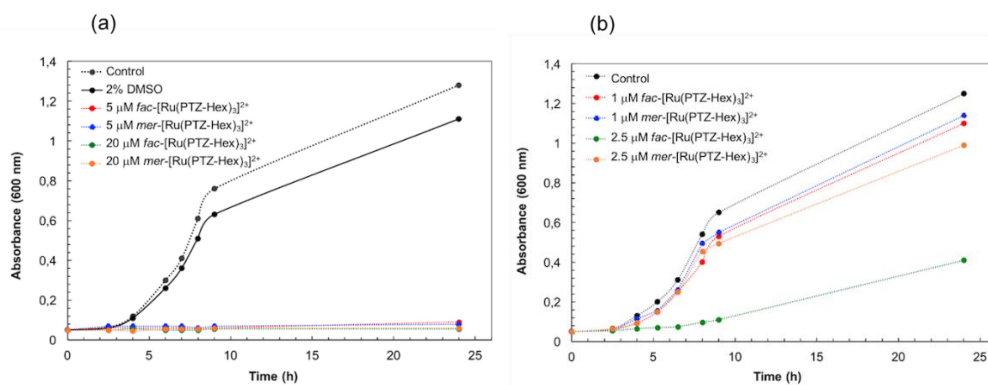 (a)
1,4
1,2
1
0,8
0,6
0,4
0,2
0
Absorbance (600 nm)
Control
2% DMSO
5 µM fac-[Ru(PTZ-Hex)₃]²⁺
5 µM mer-[Ru(PTZ-Hex)₃]²⁺
20 µM fac-[Ru(PTZ-Hex)₃]²⁺
20 µM mer-[Ru(PTZ-Hex)₃]²⁺
0 5 10 15 20 25
Time (h)
(b)
1,4
1,2
1
0,8
0,6
0,4
0,2
0
Absorbance (600 nm)
Control
1 µM fac-[Ru(PTZ-Hex)₃]²⁺
1 µM mer-[Ru(PTZ-Hex)₃]²⁺
2.5 µM fac-[Ru(PTZ-Hex)₃]²⁺
2.5 µM mer-[Ru(PTZ-Hex)₃]²⁺
0 5 10 15 20 25
Time (h)